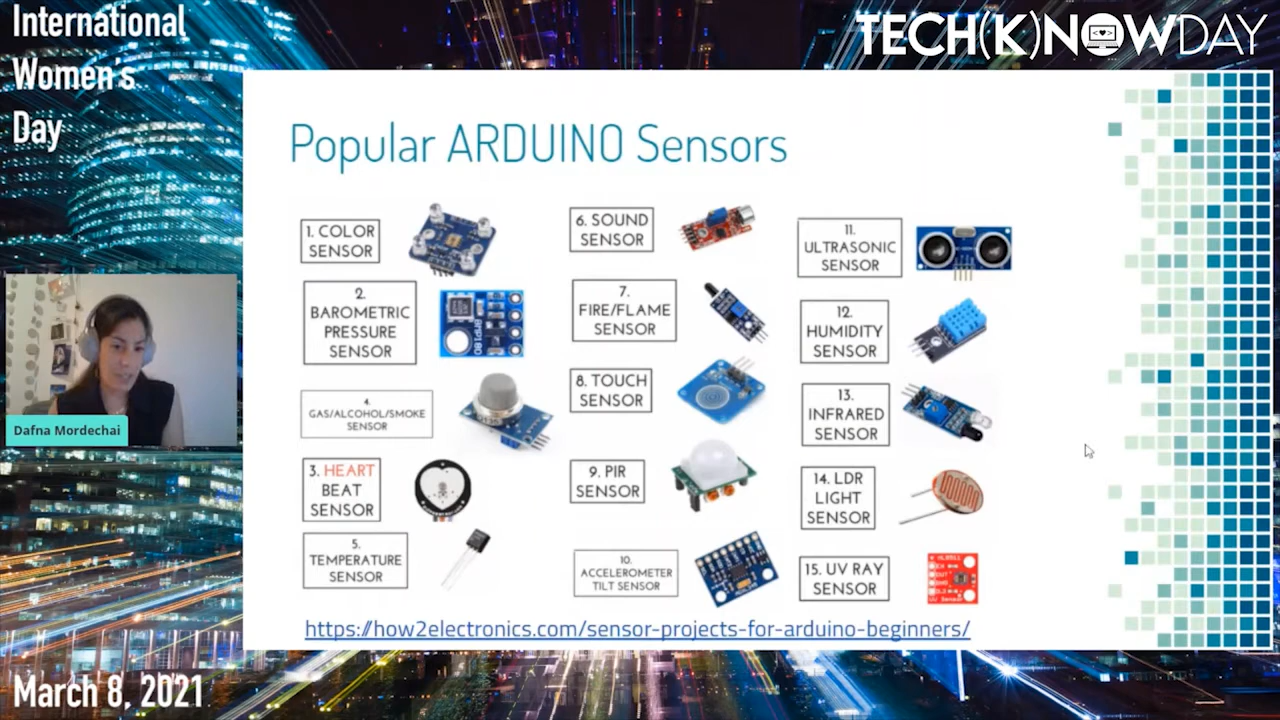 International
Women's
Day
TECH(K)NOWDAY
Popular ARDUINO Sensors
1. COLOR
SENSOR
2.
BAROMETRIC
PRESSURE
SENSOR
BMP180
4.
GAS/ALCOHOL/SMOKE
SENSOR
3. HEART
BEAT
SENSOR
5.
TEMPERATURE
SENSOR
6. SOUND
SENSOR
7.
FIRE/FLAME
SENSOR
8. TOUCH
SENSOR
9. PIR
SENSOR
10.
ACCELEROMETER
TILT SENSOR
11.
ULTRASONIC
SENSOR
12.
HUMIDITY
SENSOR
13.
INFRARED
SENSOR
14. LDR
LIGHT
SENSOR
15. UV RAY
SENSOR
UV Sensor
https://how2electronics.com/sensor-projects-for-arduino-beginners/
Dafna Mordechai
March 8, 2021